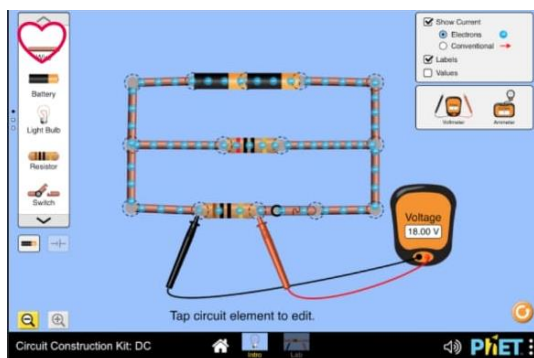 Battery
Light Bulb
Resistor
Switch
Show Current
Electrons
Conventional
Labels
Values
Voltmeter
Ammeter
Voltage
18.00 V
Tap circuit element to edit.
Circuit Construction Kit: DC
Intro
Lab
PhET